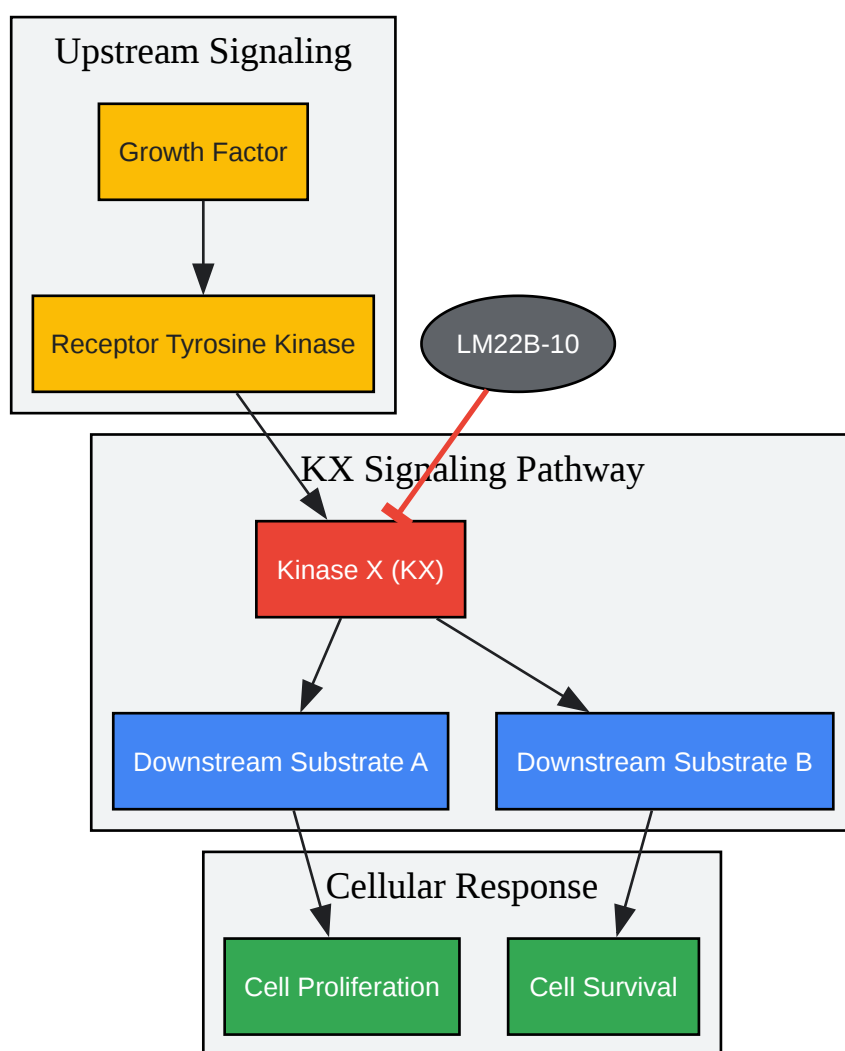 Upstream Signaling
Growth Factor
Receptor Tyrosine Kinase
LM22B-10
KX Signaling Pathway
Kinase X (KX)
Downstream Substrate A
Downstream Substrate B
Cellular Response
Cell Proliferation
Cell Survival